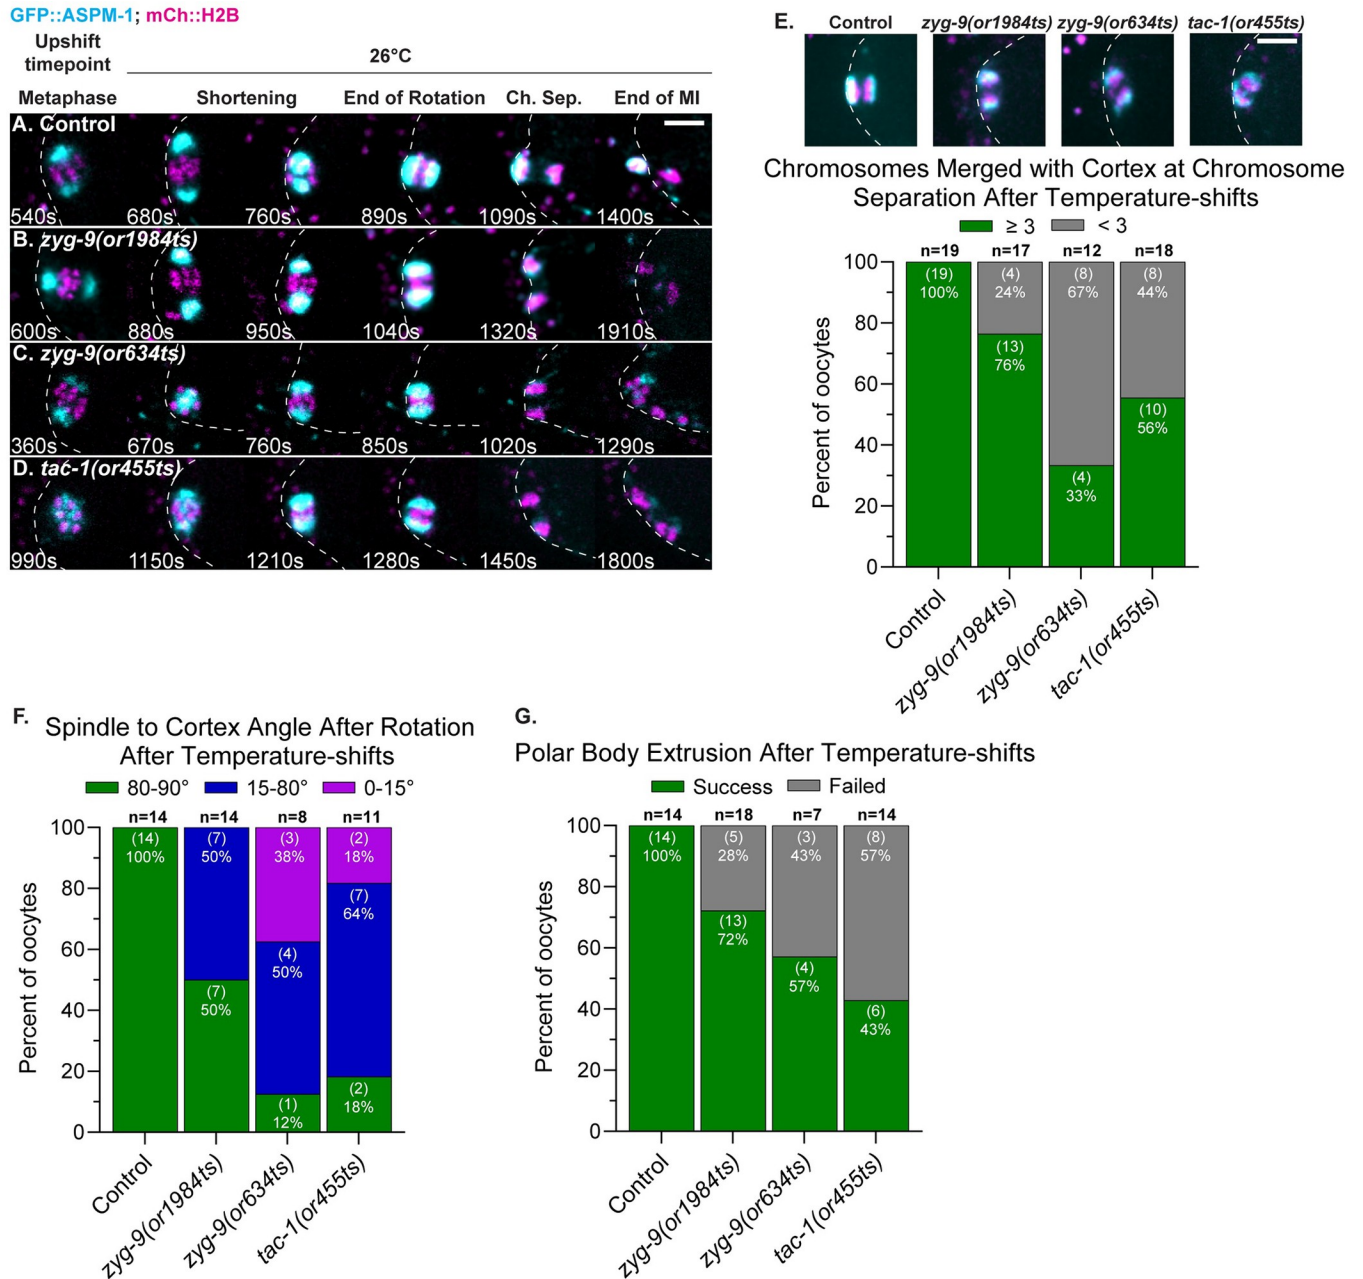 GFP::ASPM-1; mCh::H2B
Upshift
timepoint
26°C
Metaphase Shortening End of Rotation Ch. Sep. End of MI
A. Control
540s 680s 760s 890s 1090s 1400s
B. zyg-9(or1984ts)
600s 880s 950s 1040s 1320s 1910s
C. zyg-9(or634ts)
360s 670s 760s 850s 1020s 1290s
D. tac-1(or455ts)
990s 1150s 1210s 1280s 1450s 1800s
E.
Control zyg-9(or1984ts) zyg-9(or634ts) tac-1(or455ts)
Chromosomes Merged with Cortex at Chromosome
Separation After Temperature-shifts
≥ 3 < 3
n=19 n=17 n=12 n=18
Percent of oocytes
100
80
60
40
20
0
(19)
100%
(4)
24%
(13)
76%
(8)
67%
(4)
33%
(8)
44%
(10)
56%
Control
zyg-9(or1984ts)
zyg-9(or634ts)
tac-1(or455ts)
F.
Spindle to Cortex Angle After Rotation
After Temperature-shifts
80-90° 15-80° 0-15°
n=14 n=14 n=8 n=11
Percent of oocytes
100
80
60
40
20
0
(14)
100%
(7)
50%
(7)
50%
(3)
38%
(4)
50%
(1)
12%
(2)
18%
(7)
64%
(2)
18%
Control
zyg-9(or1984ts)
zyg-9(or634ts)
tac-1(or455ts)
G.
Polar Body Extrusion After Temperature-shifts
Success Failed
n=14 n=18 n=7 n=14
Percent of oocytes
100
80
60
40
20
0
(14)
100%
(5)
28%
(13)
72%
(3)
43%
(4)
57%
(8)
57%
(6)
43%
Control
zyg-9(or1984ts)
zyg-9(or634ts)
tac-1(or455ts)